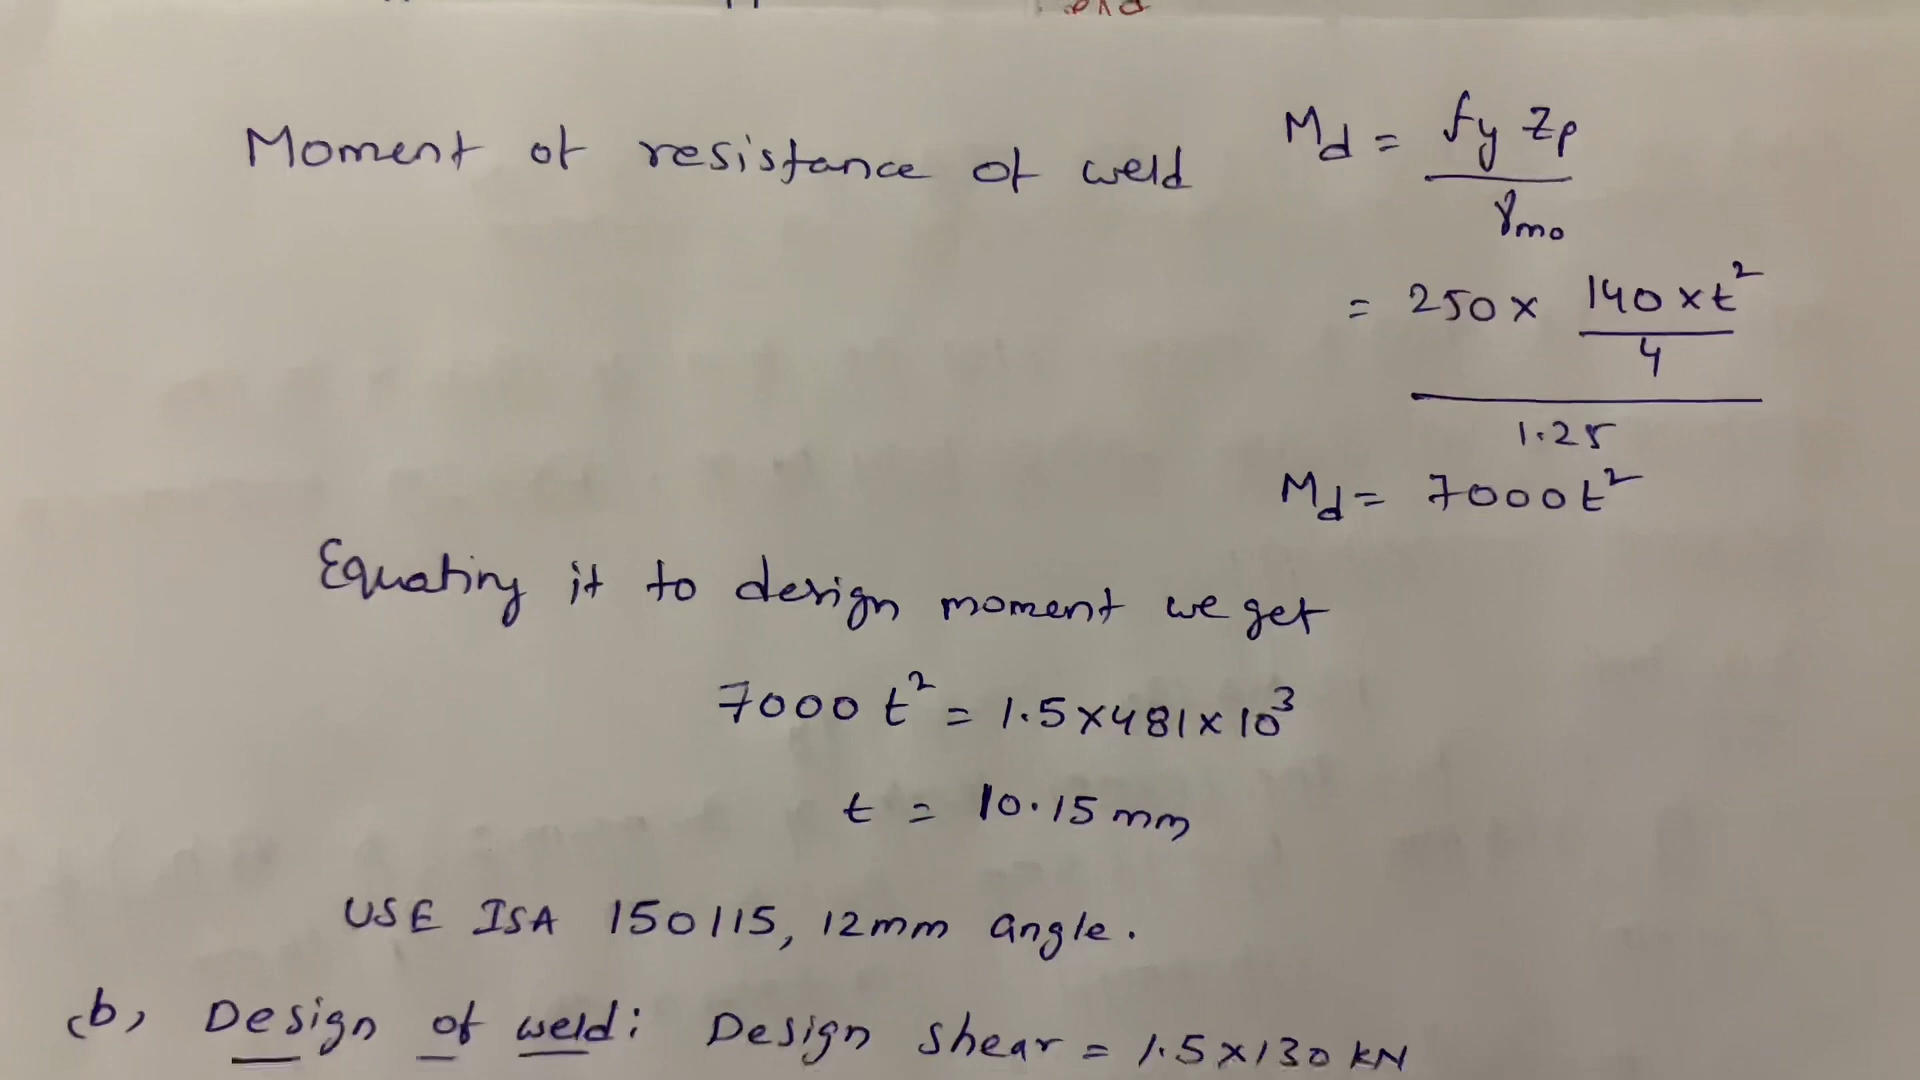 Moment of resistance of weld Md = fy Zp / γmo
= 250 × 140 × t² / 4
1.25
Md = 7000t²
Equating it to design moment we get
7000 t² = 1.5×481×10³
t = 10.15 mm
USE ISA 150115, 12mm angle.
(b) Design of weld: Design shear = 1.5×130 kN